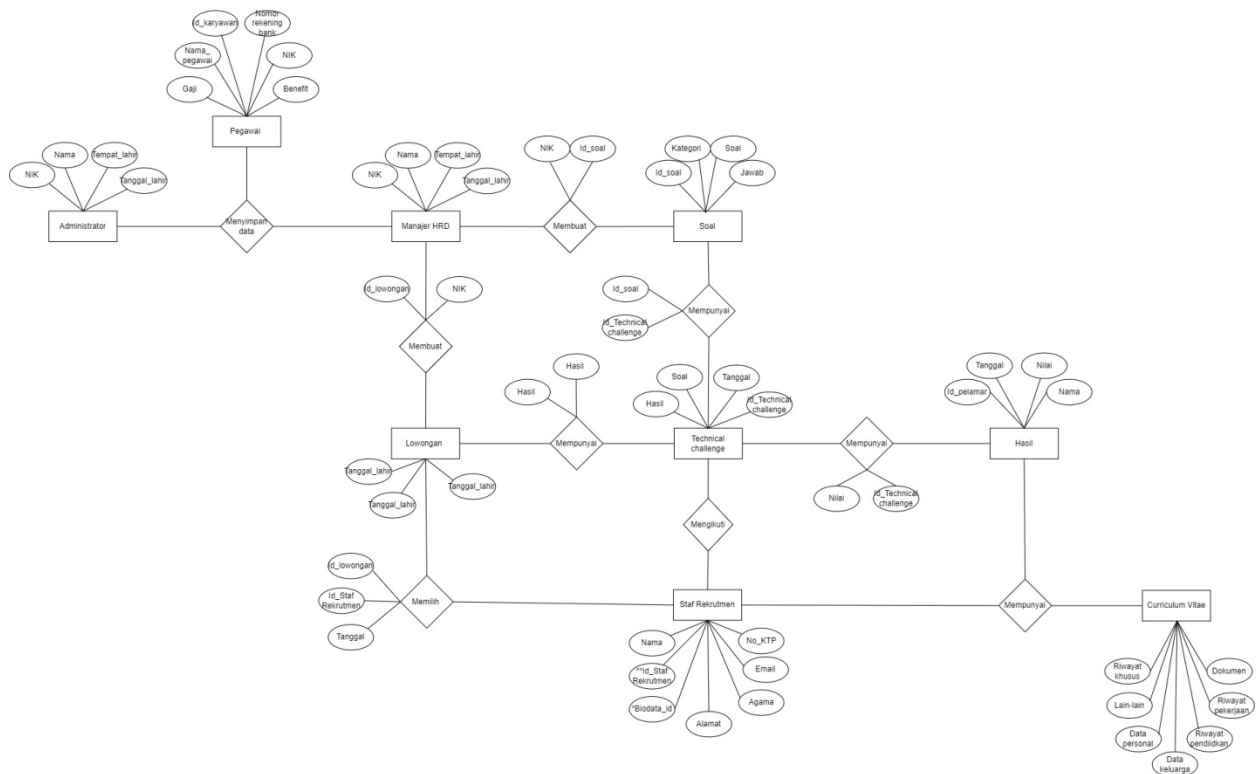 Id_karyawan
Nomor
rekening
bank
Nama_
pegawai
NIK
Gaji
Benefit
Pegawai
NIK
Nama
Tempat_lahir
Tanggal_lahir
Administrator
Menyimpan
data
NIK
Nama
Tempat_lahir
Tanggal_lahir
Manajer HRD
NIK
Id_soal
Membuat
Kategori
Soal
Id_soal
Jawab
Soal
Id_lowongan
NIK
Membuat
Id_soal
Id_Technical
challenge
Mempunyai
Hasil
Hasil
Mempunyai
Soal
Tanggal
Hasil
Id_Technical
challenge
Technical
challenge
Mempunyai
Nilai
Id_Technical
challenge
Tanggal
Nilai
Id_pelamar
Nama
Hasil
Lowongan
Tanggal_lahir
Tanggal_lahir
Tanggal_lahir
Mengikuti
Id_lowongan
Id_Staf
Rekrutmen
Tanggal
Memilih
Staf Rekrutmen
Mempunyai
Curriculum Vitae
Nama
No_KTP
**Id_Staf
Rekrutmen
Email
*Biodata_id
Agama
Alamat
Riwayat
khusus
Dokumen
Lain-lain
Riwayat
pekerjaan
Data
personal
Riwayat
pendiidkan
Data
keluarga